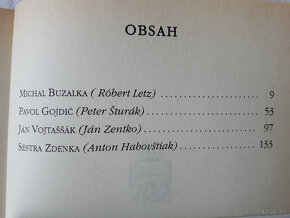 OBSAH
MICHAL BUZALKA (Róbert Letz) 9
PAVOL GOJDIČ (Peter Šturák) 53
JÁN VOJTAŠŠÁK (Ján Zentko) 97
SESTRA ZDENKA (Anton Habovštiak) 133